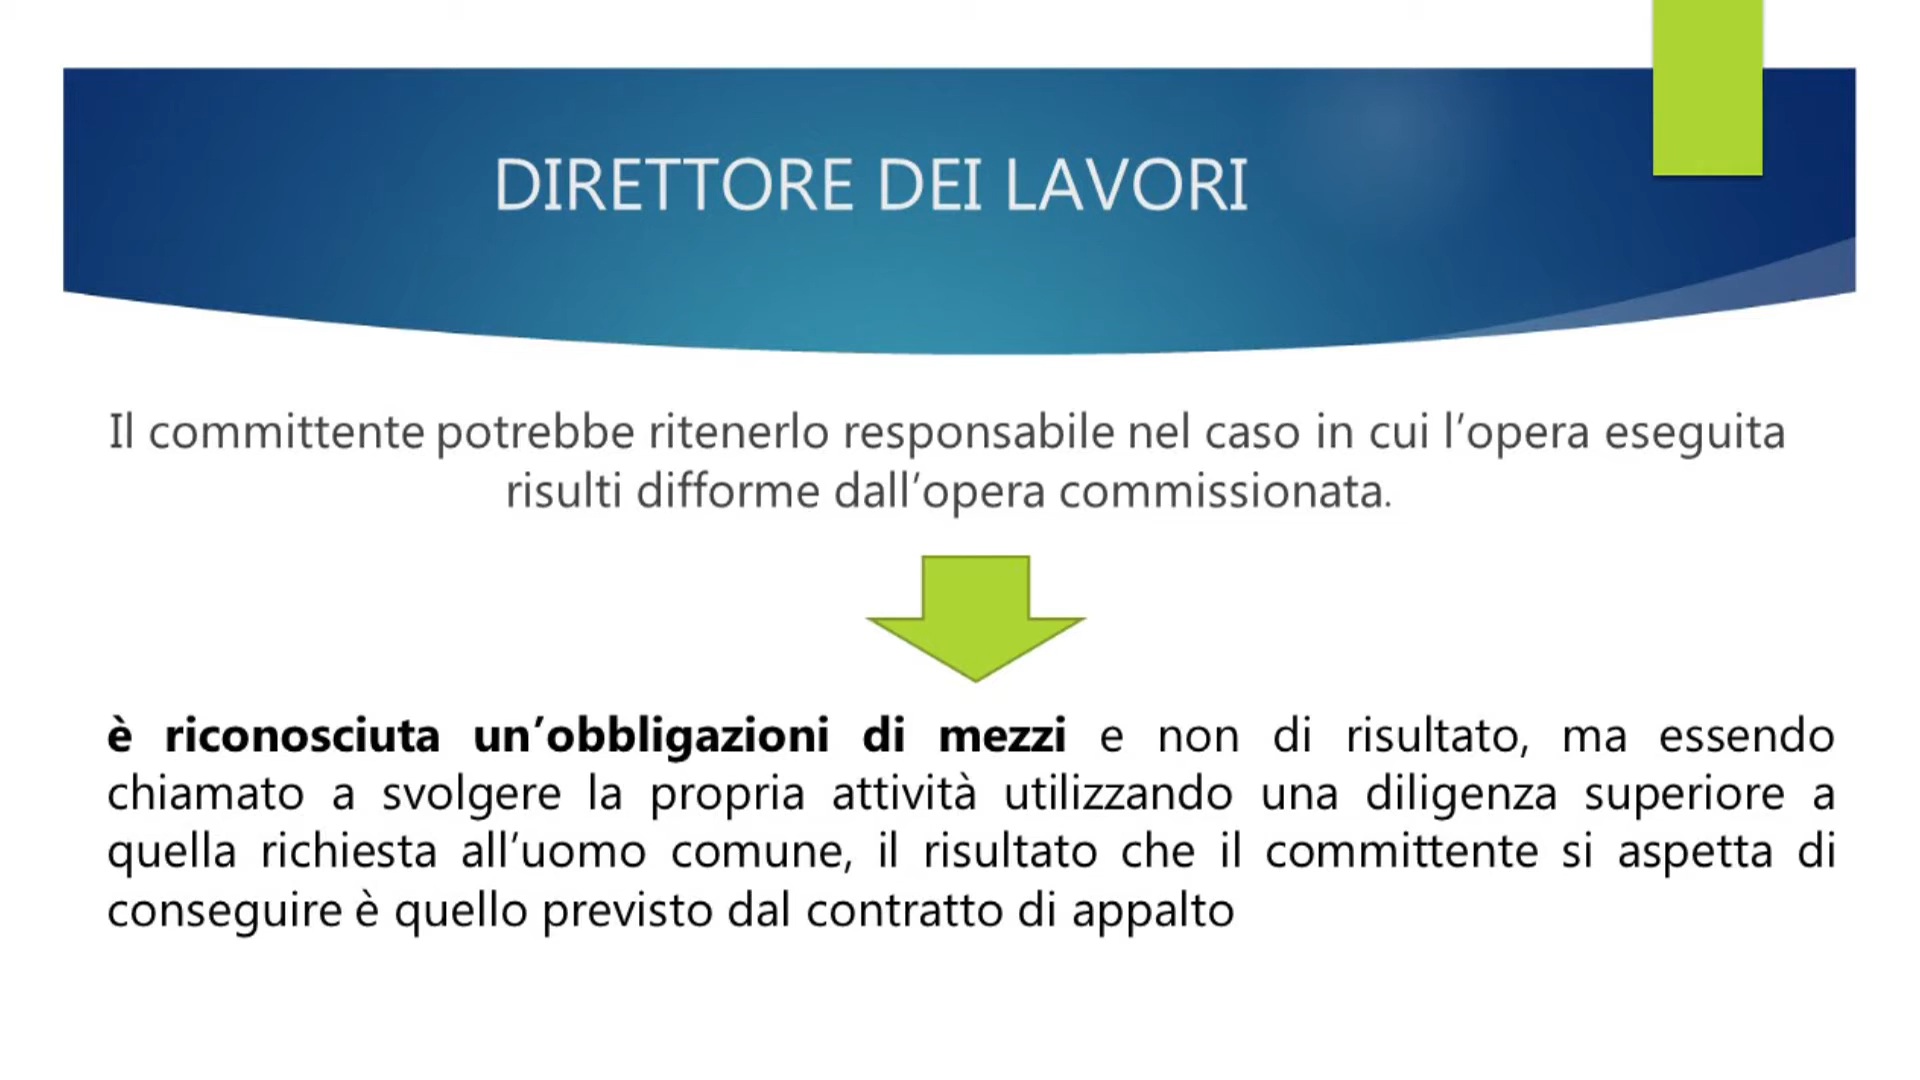 DIRETTORE DEI LAVORI
Il committente potrebbe ritenerlo responsabile nel caso in cui l’opera eseguita
risulti difforme dall’opera commissionata.
è riconosciuta un’obbligazioni di mezzi e non di risultato, ma essendo
chiamato a svolgere la propria attività utilizzando una diligenza superiore a
quella richiesta all’uomo comune, il risultato che il committente si aspetta di
conseguire è quello previsto dal contratto di appalto